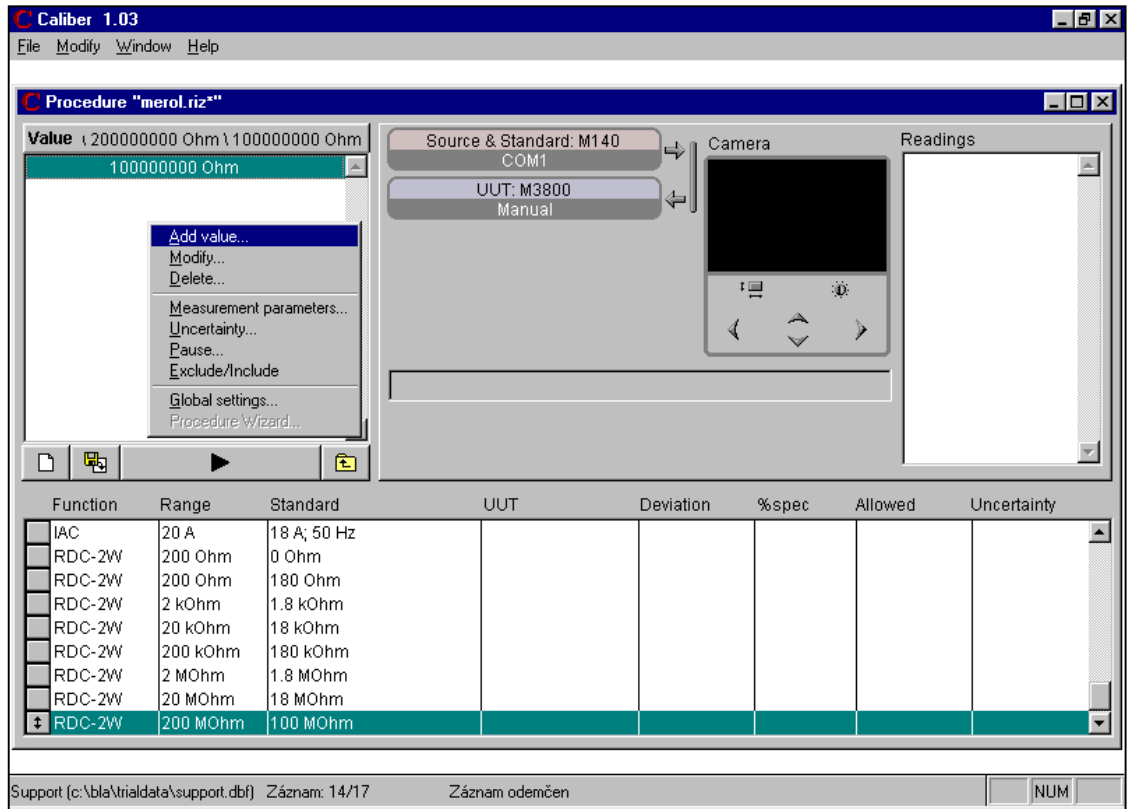 Caliber 1.03
File Modify Window Help
Procedure "merol.riz*"
Value \ 200000000 Ohm \ 100000000 Ohm
100000000 Ohm
Add value...
Modify...
Delete...
Measurement parameters...
Uncertainty...
Pause...
Exclude/Include
Global settings...
Procedure Wizard...
Source & Standard: M140
COM1
UUT: M3800
Manual
Camera
Readings
Function Range Standard UUT Deviation %spec Allowed Uncertainty
IAC 20 A 18 A; 50 Hz
RDC-2W 200 Ohm 0 Ohm
RDC-2W 200 Ohm 180 Ohm
RDC-2W 2 kOhm 1.8 kOhm
RDC-2W 20 kOhm 18 kOhm
RDC-2W 200 kOhm 180 kOhm
RDC-2W 2 MOhm 1.8 MOhm
RDC-2W 20 MOhm 18 MOhm
RDC-2W 200 MOhm 100 MOhm
Support (c:\bla\trialdata\support.dbf) Záznam: 14/17 Záznam odemčen NUM